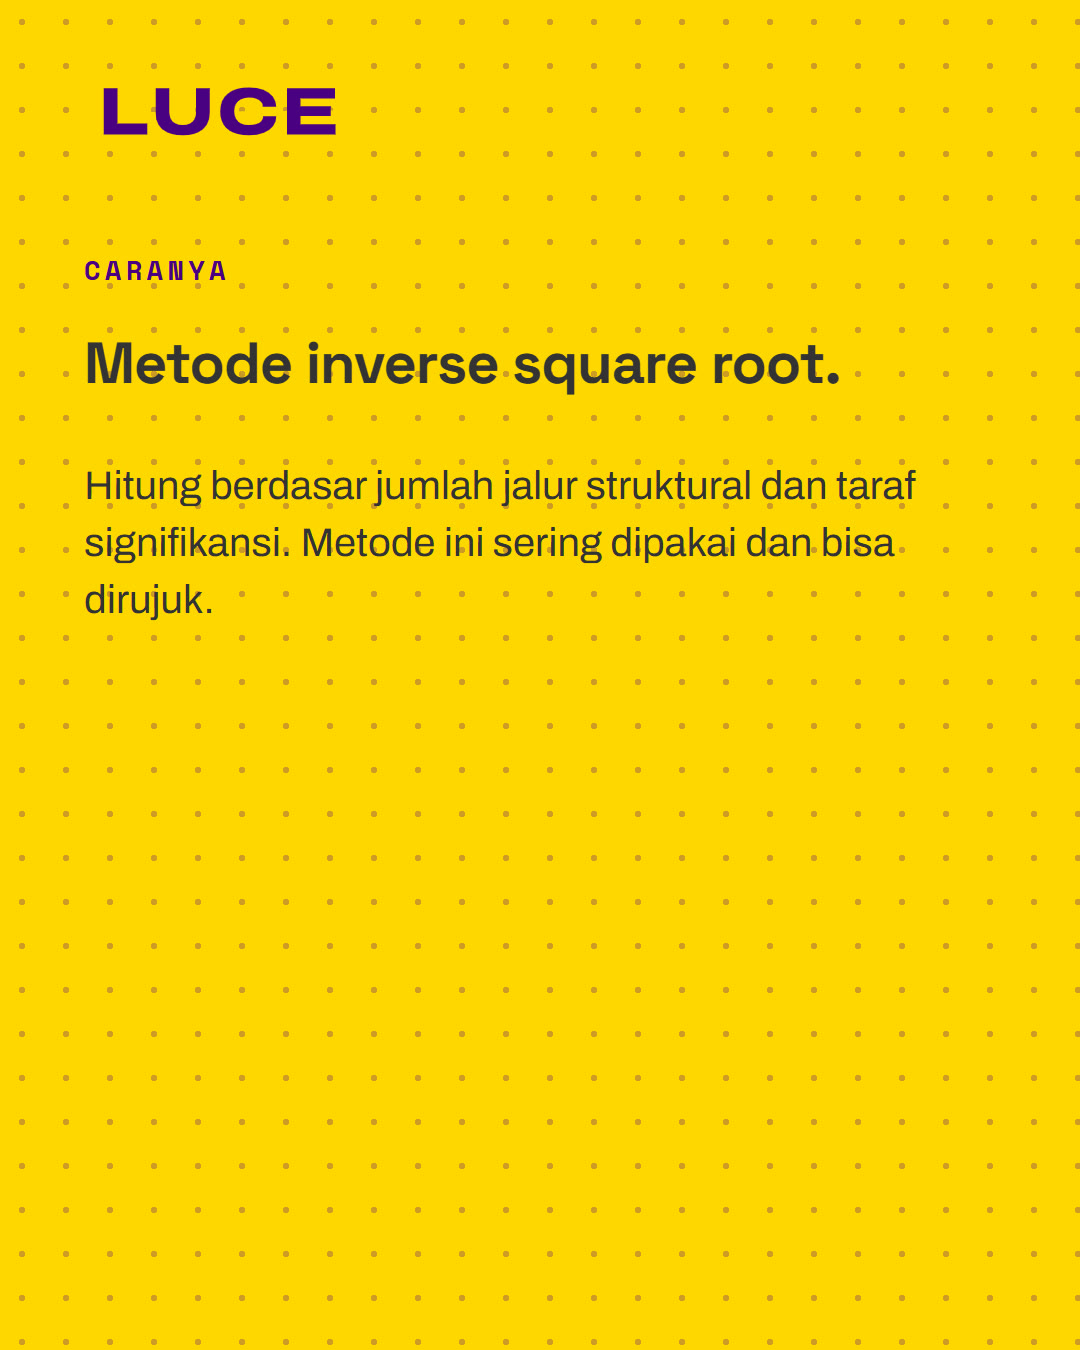 LUCE
CARANYA
Metode inverse square root.
Hitung berdasar jumlah jalur struktural dan taraf
signifikansi. Metode ini sering dipakai dan bisa
dirujuk.